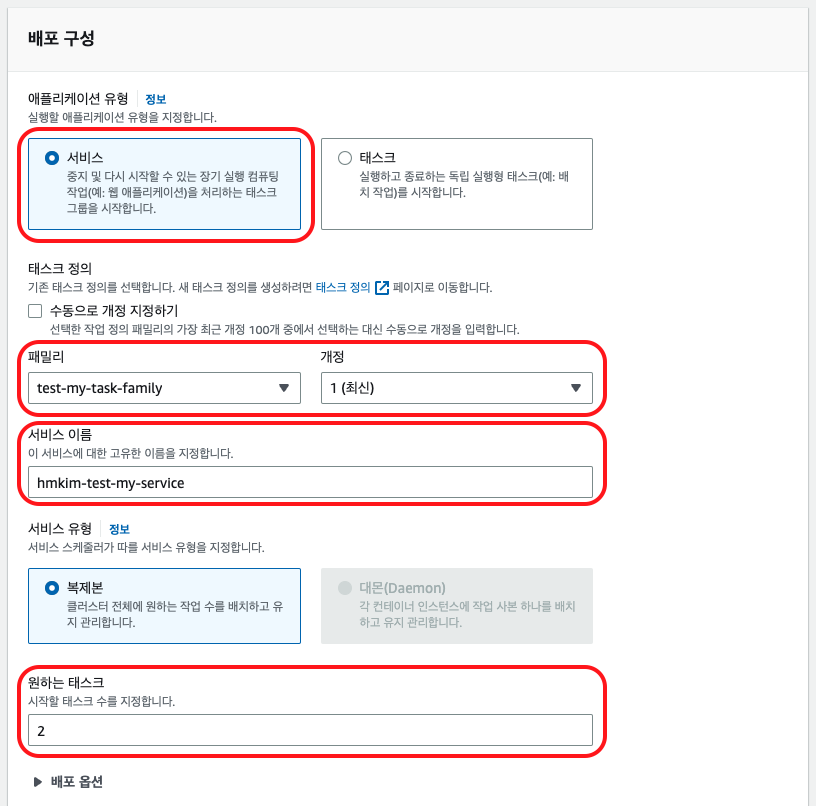 배포 구성
애플리케이션 유형 정보
실행할 애플리케이션 유형을 지정합니다.
서비스
중지 및 다시 시작할 수 있는 장기 실행 컴퓨팅
작업(예: 웹 애플리케이션)을 처리하는 태스크
그룹을 시작합니다.
태스크
실행하고 종료하는 독립 실행형 태스크(예: 배
치 작업)를 시작합니다.
태스크 정의
기존 태스크 정의를 선택합니다. 새 태스크 정의를 생성하려면 태스크 정의 페이지로 이동합니다.
수동으로 개정 지정하기
선택한 작업 정의 패밀리의 가장 최근 개정 100개 중에서 선택하는 대신 수동으로 개정을 입력합니다.
패밀리 개정
test-my-task-family 1 (최신)
서비스 이름
이 서비스에 대한 고유한 이름을 지정합니다.
hmkim-test-my-service
서비스 유형 정보
서비스 스케줄러가 따를 서비스 유형을 지정합니다.
복제본
클러스터 전체에 원하는 작업 수를 배치하고 유
지 관리합니다.
대몬(Daemon)
각 컨테이너 인스턴스에 작업 사본 하나를 배치
하고 유지 관리합니다.
원하는 태스크
시작할 태스크 수를 지정합니다.
2
배포 옵션